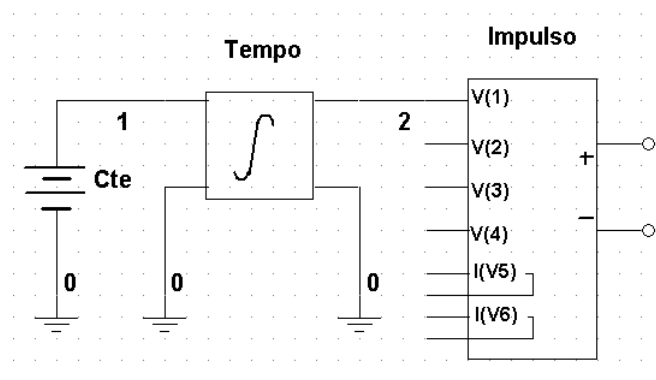 Tempo
Impulso
1
2
Cte
0
0
0
V(1)
V(2)
V(3)
V(4)
I(V5)
I(V6)
+
−